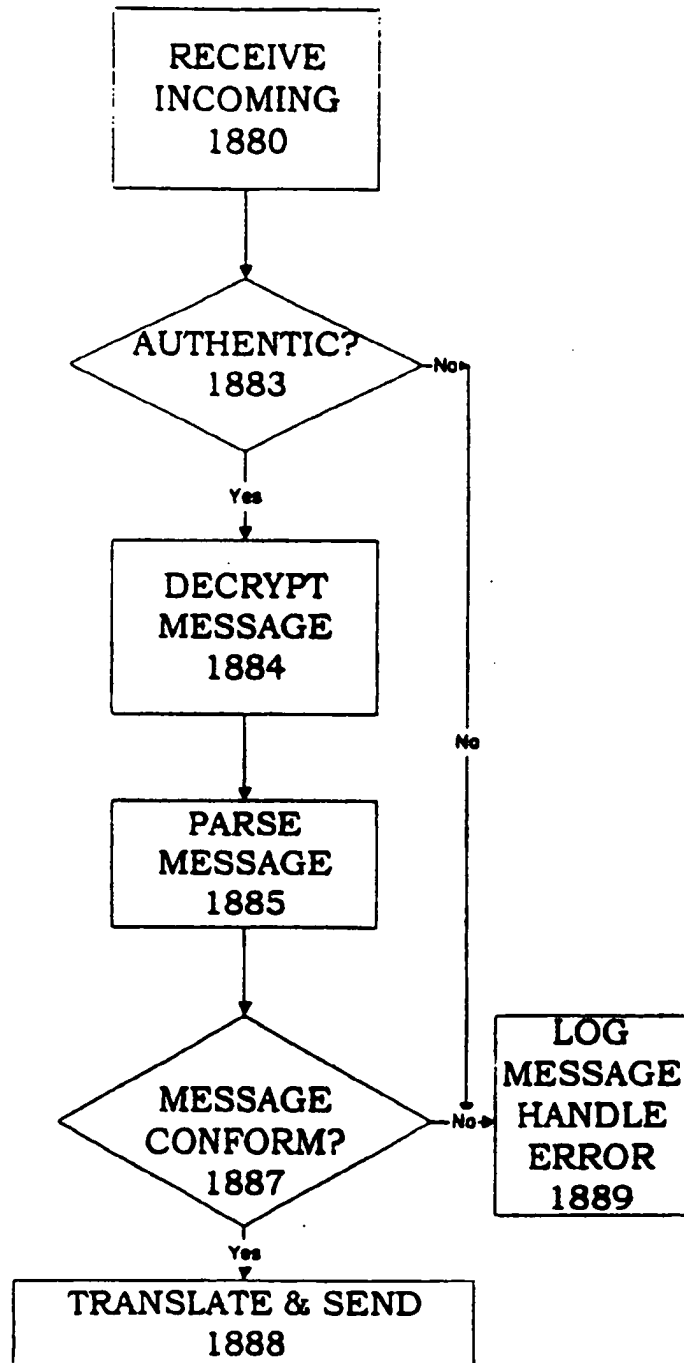 RECEIVE
INCOMING
1880
AUTHENTIC?
1883
No
Yes
DECRYPT
MESSAGE
1884
No
PARSE
MESSAGE
1885
MESSAGE
CONFORM?
1887
No
LOG
MESSAGE
HANDLE
ERROR
1889
Yes
TRANSLATE & SEND
1888